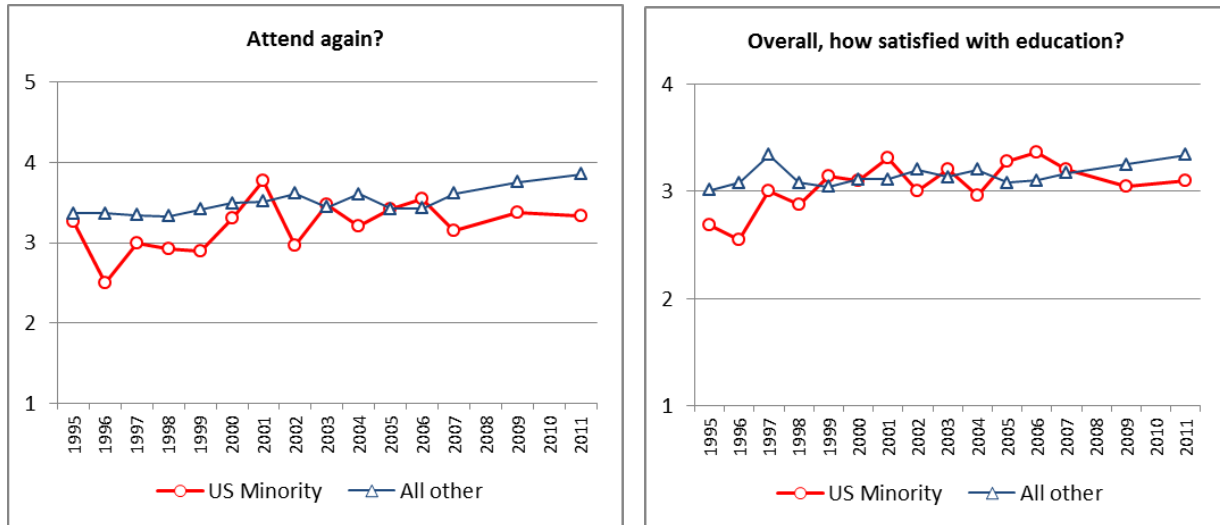 Attend again?
5
4
3
2
1
1995 1996 1997 1998 1999 2000 2001 2002 2003 2004 2005 2006 2007 2008 2009 2010 2011
US Minority All other
Overall, how satisfied with education?
4
3
2
1
1995 1996 1997 1998 1999 2000 2001 2002 2003 2004 2005 2006 2007 2008 2009 2010 2011
US Minority All other